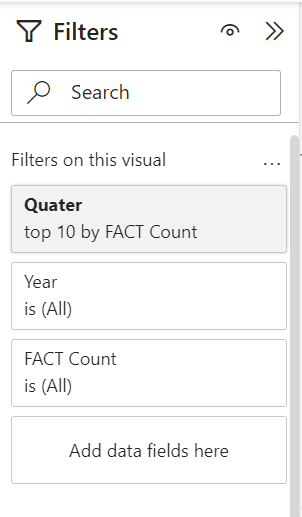 Filters
Search
Filters on this visual
Quater
top 10 by FACT Count
Year
is (All)
FACT Count
is (All)
Add data fields here